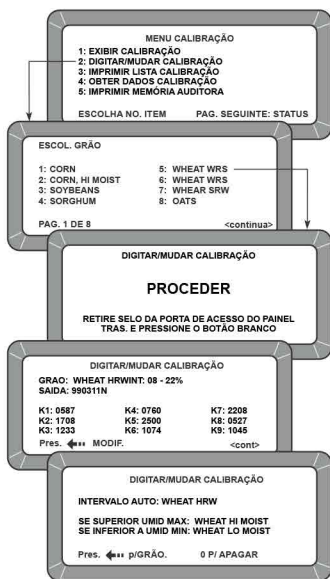 MENU CALIBRAÇÃO
1: EXIBIR CALIBRAÇÃO
2: DIGITAR/MUDAR CALIBRAÇÃO
3: IMPRIMIR LISTA CALIBRAÇÃO
4: OBTER DADOS CALIBRAÇÃO
5: IMPRIMIR MEMÓRIA AUDITORA
ESCOLHA NO. ITEM PAG. SEGUINTE: STATUS
ESCOL. GRÃO
1: CORN 5: WHEAT WRS
2: CORN, HI MOIST 6: WHEAT WRS
3: SOYBEANS 7: WHEAR SRW
4: SORGHUM 8: OATS
PAG. 1 DE 8 <continua>
DIGITAR/MUDAR CALIBRAÇÃO
PROCEDER
RETIRE SELO DA PORTA DE ACESSO DO PAINEL
TRAS. E PRESSIONE O BOTÃO BRANCO
DIGITAR/MUDAR CALIBRAÇÃO
GRAO: WHEAT HRWINT: 08 - 22%
SAIDA: 990311N
K1: 0587 K4: 0760 K7: 2208
K2: 1708 K5: 2500 K8: 0527
K3: 1233 K6: 1074 K9: 1045
Pres. MODIF. <cont>
DIGITAR/MUDAR CALIBRAÇÃO
INTERVALO AUTO: WHEAT HRW
SE SUPERIOR UMID MAX: WHEAT HI MOIST
SE INFERIOR A UMID MIN: WHEAT LO MOIST
Pres. p/GRÃO. 0 P/ APAGAR